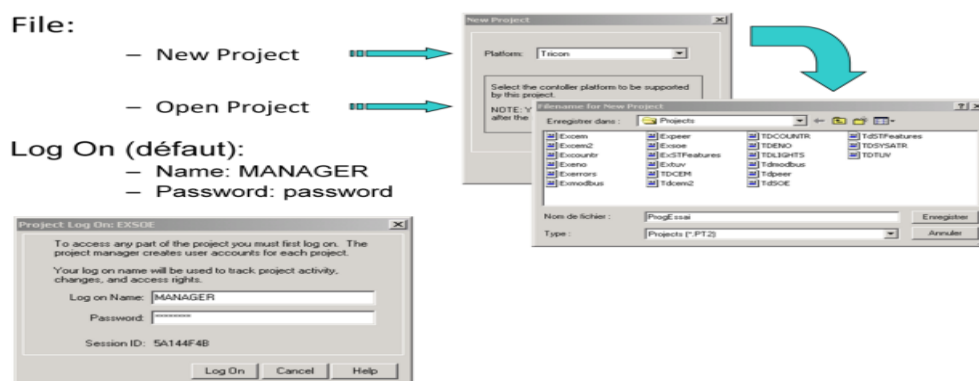 File:
– New Project
– Open Project
Log On (défaut):
– Name: MANAGER
– Password: password
New Project
Platform: Tricon
Select the contoller platform to be supported
by this project.
NOTE: Y
after the
Filename for New Project
Enregistrer dans : Projects
Excem Expeer TDCOUNTR TdSTFeatures
Excem2 Exsoe TDENO TDSYSATR
Excountr ExSTFeatures TDLIGHTS TDTUV
Exeno Extuv Tdmodbus
Exerrors TDCEM Tdpeer
Exmodbus Tdcem2 TdSOE
Nom de fichier : ProgEssai Enregistrer
Type : Projects (*.PT2) Annuler
Project Log On: EXSOE
To access any part of the project you must first log on. The
project manager creates user accounts for each project.
Your log on name will be used to track project activity,
changes, and access rights.
Log on Name: MANAGER
Password: ********
Session ID: 5A144F4B
Log On Cancel Help